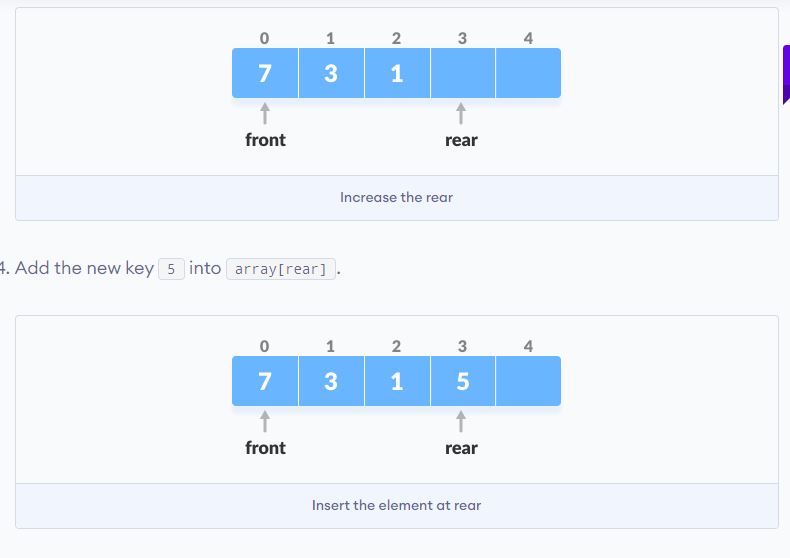 0 1 2 3 4
7 3 1
front rear
Increase the rear
4. Add the new key 5 into array[rear].
0 1 2 3 4
7 3 1 5
front rear
Insert the element at rear